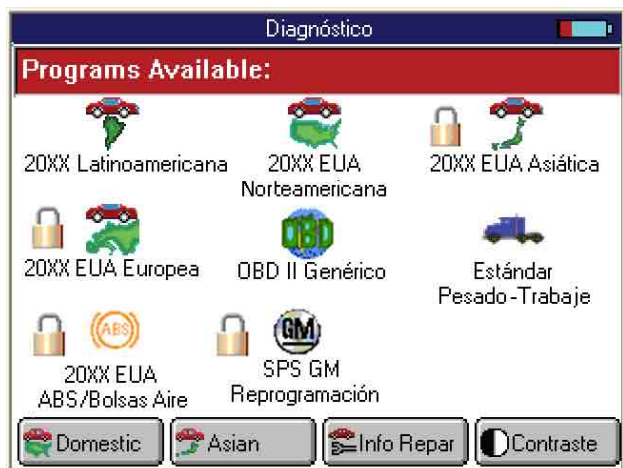 Diagnóstico
Programs Available:
20XX Latinoamericana
20XX EUA
Norteamericana
20XX EUA Asiática
20XX EUA Europea
OBD
OBD II Genérico
Estándar
Pesado-Trabaje
ABS
20XX EUA
ABS/Bolsas Aire
GM
SPS GM
Reprogramación
Domestic
Asian
Info Repar
Contraste